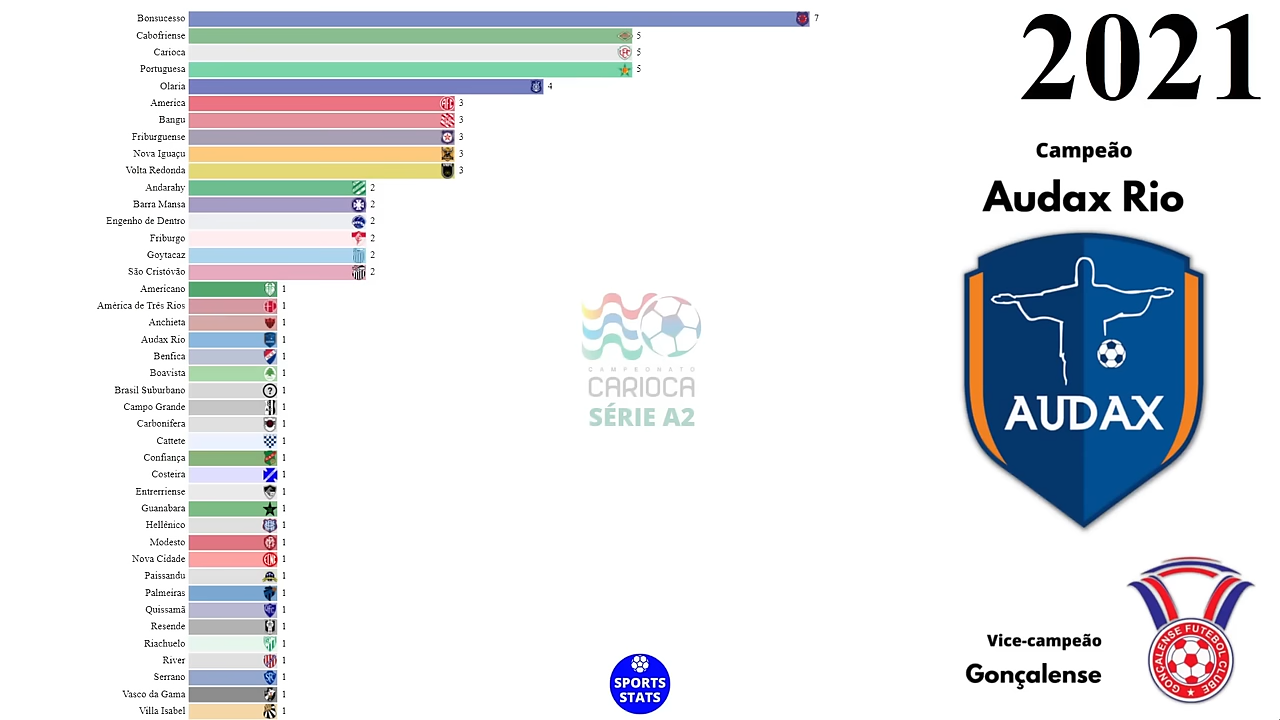 Bonsucesso 7
Cabofriense 5
Carioca 5
Portuguesa 5
Olaria 4
America 3
Bangu 3
Friburguense 3
Nova Iguaçu 3
Volta Redonda 3
Andarahy 2
Barra Mansa 2
Engenho de Dentro 2
Friburgo 2
Goytacaz 2
São Cristóvão 2
Americano 1
América de Três Rios 1
Anchieta 1
Audax Rio 1
Benfica 1
Boavista 1
Brasil Suburbano ? 1
Campo Grande 1
Carbonifera 1
Cattete 1
Confiança 1
Costeira 1
Entrerriense 1
Guanabara 1
Hellênico 1
Modesto 1
Nova Cidade 1
Paissandu 1
Palmeiras 1
Quissamã 1
Resende 1
Riachuelo 1
River 1
Serrano 1
Vasco da Gama 1
Villa Isabel 1
CAMPEONATO
CARIOCA
SÉRIE A2
SPORTS
STATS
2021
Campeão
Audax Rio
AUDAX
Vice-campeão
Gonçalense
GONÇALENSE FUTEBOL CLUBE